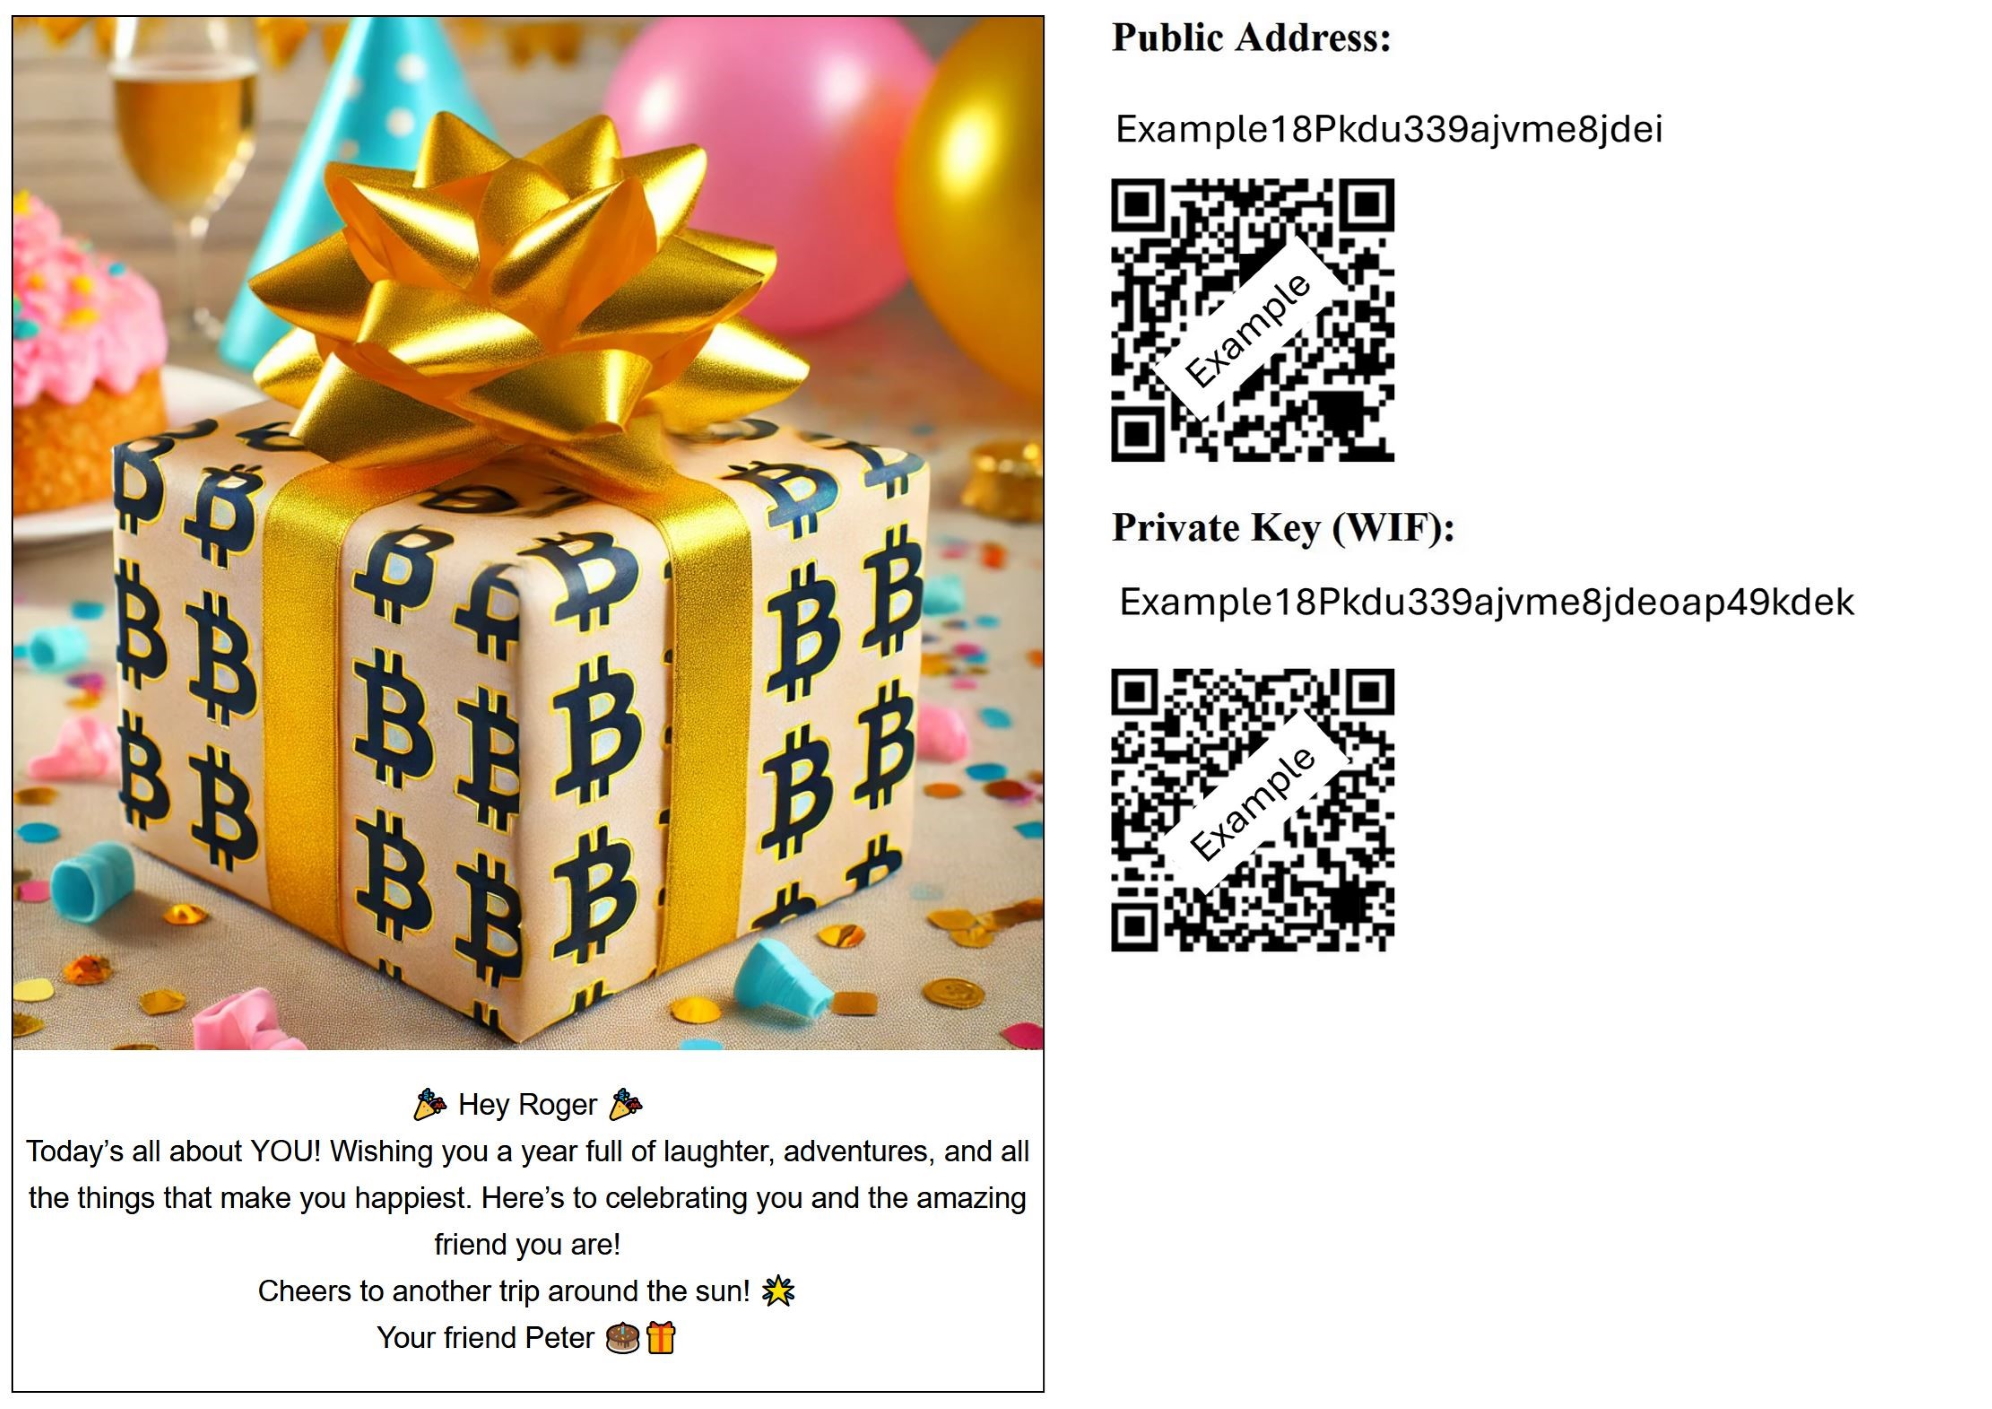 Public Address:
Example18Pkdu339ajvme8jdei
Example
Private Key (WIF):
Example18Pkdu339ajvme8jdeoap49kdek
Example
🎉 Hey Roger 🎉
Today’s all about YOU! Wishing you a year full of laughter, adventures, and all
the things that make you happiest. Here’s to celebrating you and the amazing
friend you are!
Cheers to another trip around the sun! 🌟
Your friend Peter 🎂🎁